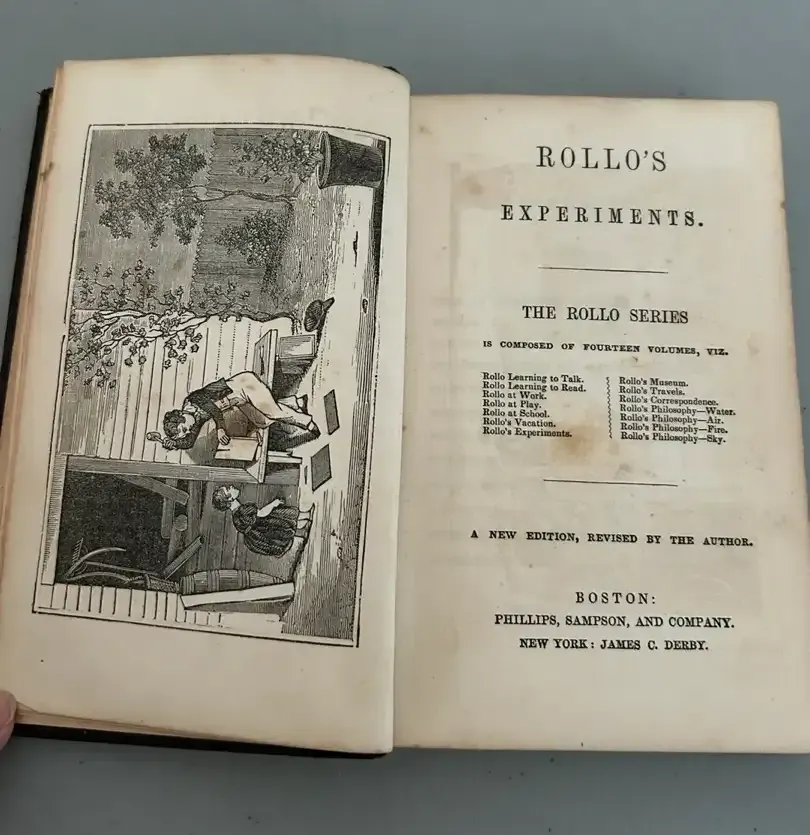 ROLLO'S
EXPERIMENTS.
THE ROLLO SERIES
IS COMPOSED OF FOURTEEN VOLUMES, VIZ.
Rollo Learning to Talk.
Rollo Learning to Read.
Rollo at Work.
Rollo at Play.
Rollo at School.
Rollo's Vacation.
Rollo's Experiments.
Rollo's Museum.
Rollo's Travels.
Rollo's Correspondence.
Rollo's Philosophy—Water.
Rollo's Philosophy—Air.
Rollo's Philosophy—Fire.
Rollo's Philosophy—Sky.
A NEW EDITION, REVISED BY THE AUTHOR.
BOSTON:
PHILLIPS, SAMPSON, AND COMPANY.
NEW YORK: JAMES C. DERBY.